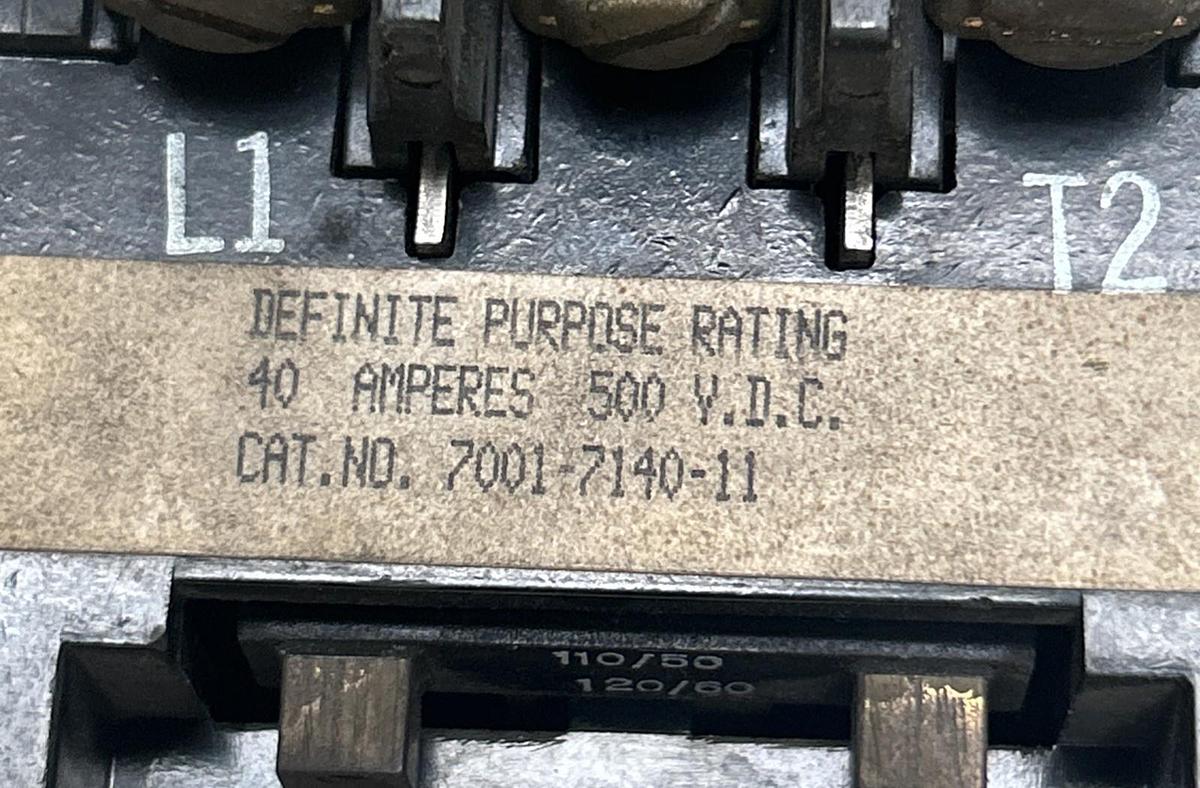 L1
T2
DEFINITE PURPOSE RATING
40 AMPERES 500 V.D.C.
CAT.NO. 7001-7140-11
110/50
120/60